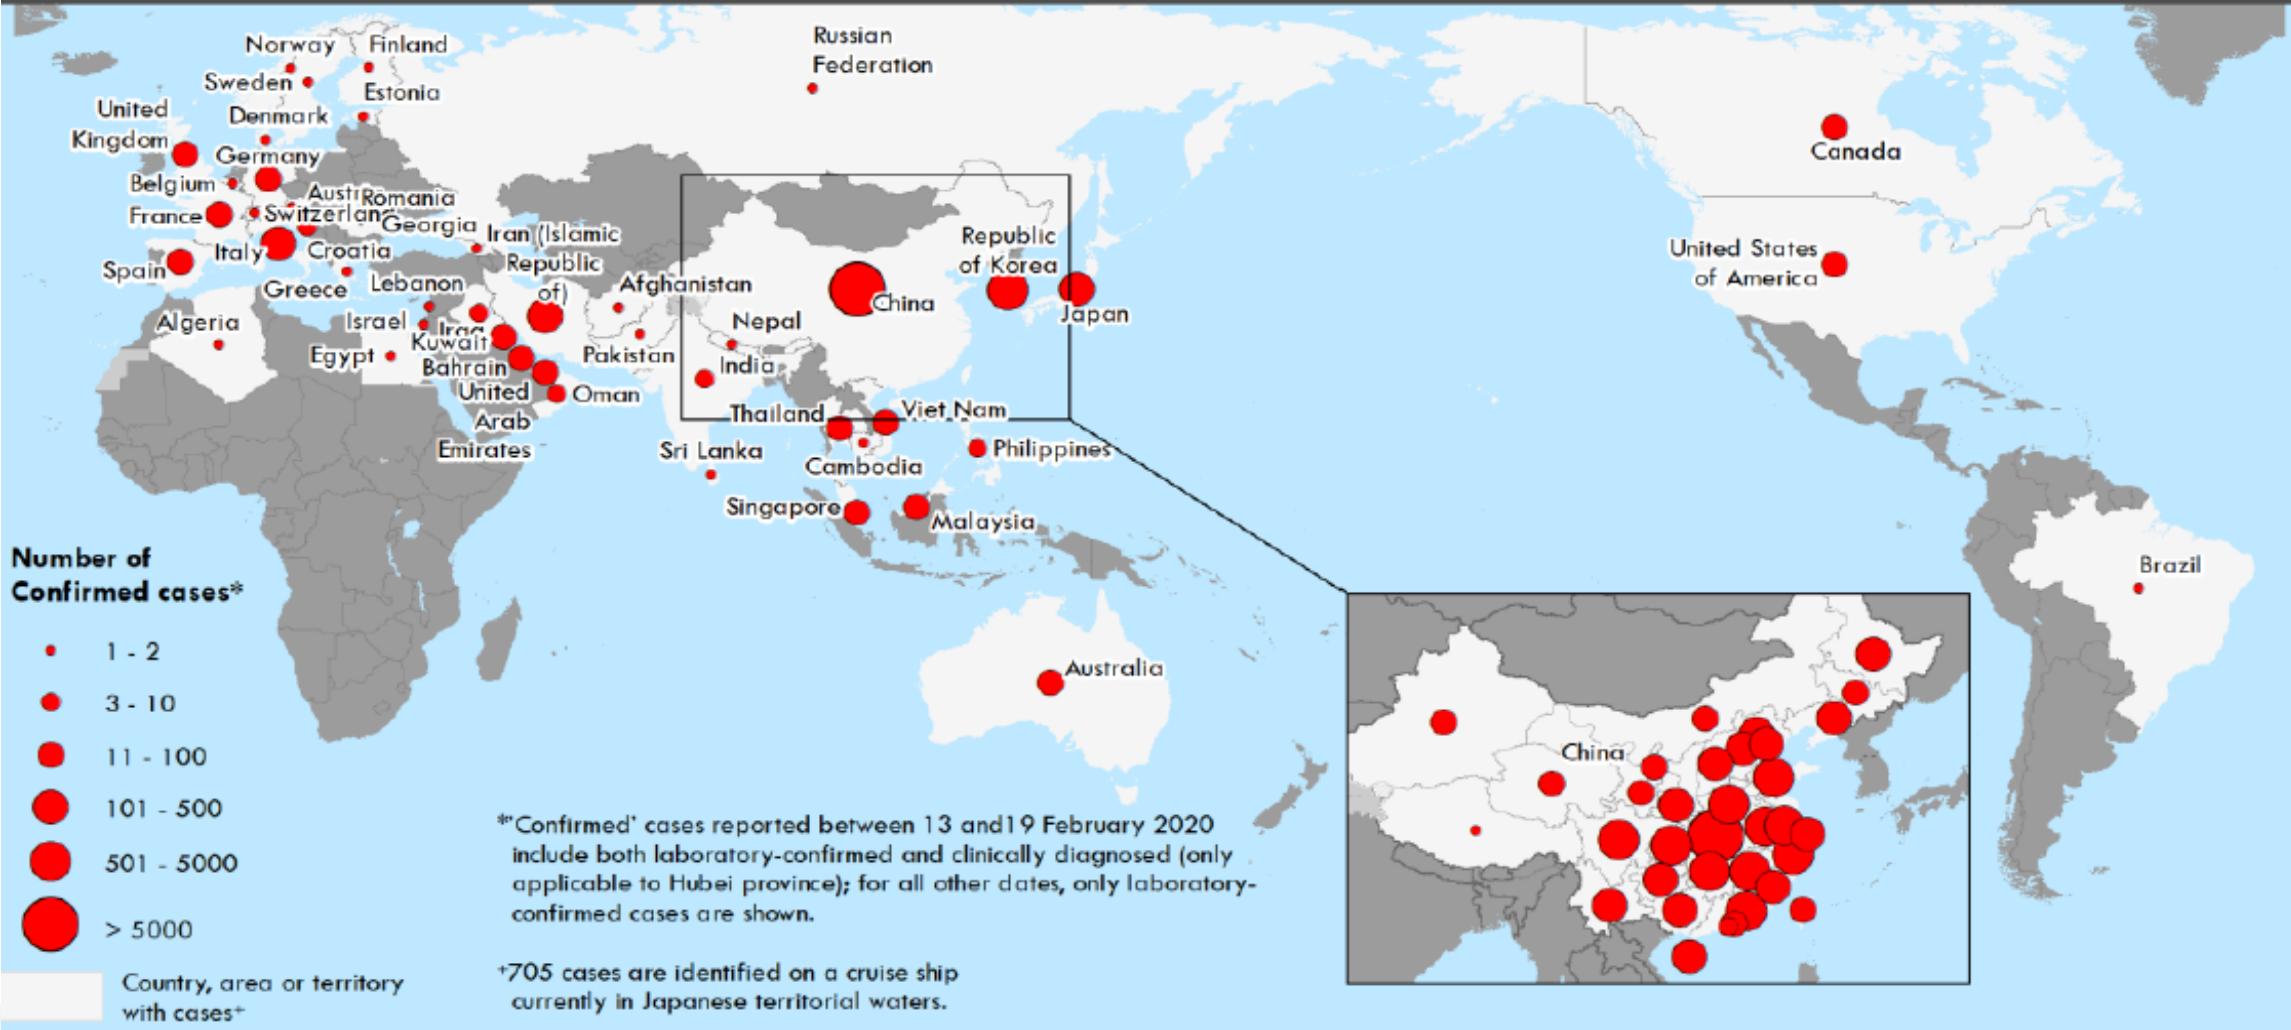 Norway
Finland
Russian
Federation
Sweden
Estonia
United
Kingdom
Denmark
Germany
Belgium
Romania
France
Switzerland
Georgia
Italy
Croatia
Iran (Islamic
Republic
of)
Spain
Greece
Lebanon
Afghanistan
Algeria
Israel
Iraq
Kuwait
Egypt
Bahrain
Pakistan
Nepal
India
United
Arab
Emirates
Oman
China
Republic
of Korea
Japan
Thailand
Viet Nam
Sri Lanka
Cambodia
Philippines
Singapore
Malaysia
Canada
United States
of America
Brazil
Australia
China
Number of
Confirmed cases*
1 - 2
3 - 10
11 - 100
101 - 500
501 - 5000
> 5000
Country, area or territory
with cases+
*'Confirmed' cases reported between 13 and19 February 2020
include both laboratory-confirmed and clinically diagnosed (only
applicable to Hubei province); for all other dates, only laboratory-
confirmed cases are shown.
+705 cases are identified on a cruise ship
currently in Japanese territorial waters.